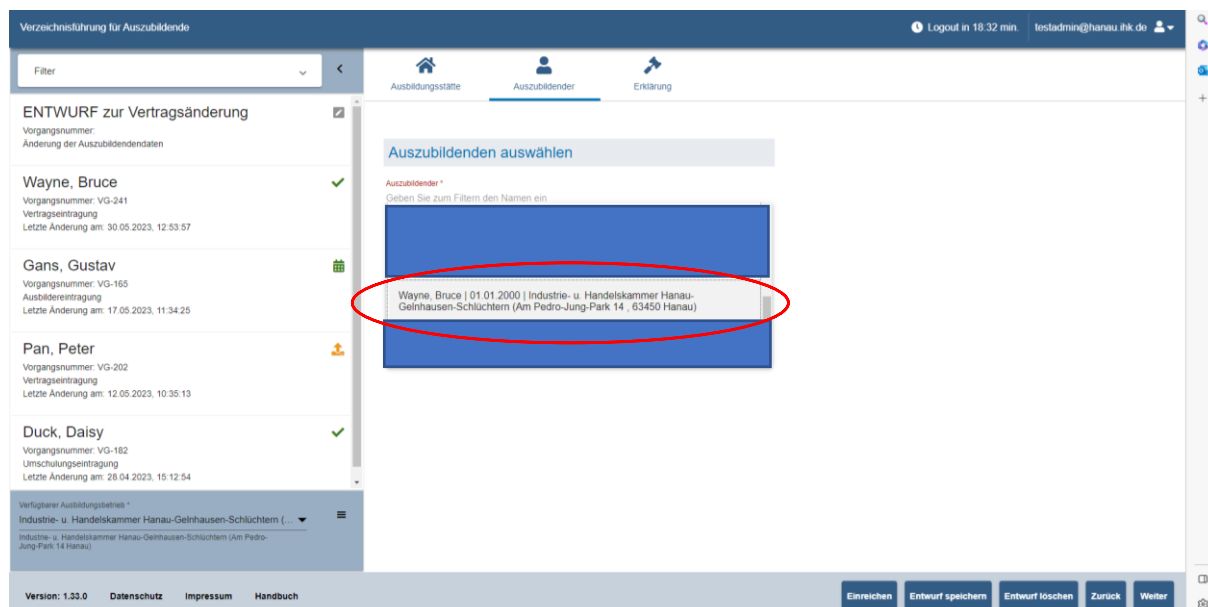 Verzeichnisführung für Auszubildende
Logout in 18:32 min.
testadmin@hanau.ihk.de
Filter
ENTWURF zur Vertragsänderung
Vorgangsnummer:
Änderung der Auszubildendendaten
Wayne, Bruce
Vorgangsnummer: VG-241
Vertragseintragung
Letzte Änderung am: 30.05.2023, 12:53:57
Gans, Gustav
Vorgangsnummer: VG-165
Ausbildereintragung
Letzte Änderung am: 17.05.2023, 11:34:25
Pan, Peter
Vorgangsnummer: VG-202
Vertragseintragung
Letzte Änderung am: 12.05.2023, 10:35:13
Duck, Daisy
Vorgangsnummer: VG-182
Umschulungseintragung
Letzte Änderung am: 28.04.2023, 15:12:54
Verfügbarer Ausbildungsbetrieb *
Industrie- u. Handelskammer Hanau-Gelnhausen-Schlüchtern (...
Industrie- u. Handelskammer Hanau-Gelnhausen-Schlüchtern (Am Pedro-
Jung-Park 14 Hanau)
Ausbildungsstätte
Auszubildender
Erklärung
Auszubildenden auswählen
Auszubildender *
Geben Sie zum Filtern den Namen ein
Wayne, Bruce | 01.01.2000 | Industrie- u. Handelskammer Hanau-
Gelnhausen-Schlüchtern (Am Pedro-Jung-Park 14 , 63450 Hanau)
Version: 1.33.0
Datenschutz
Impressum
Handbuch
Einreichen
Entwurf speichern
Entwurf löschen
Zurück
Weiter